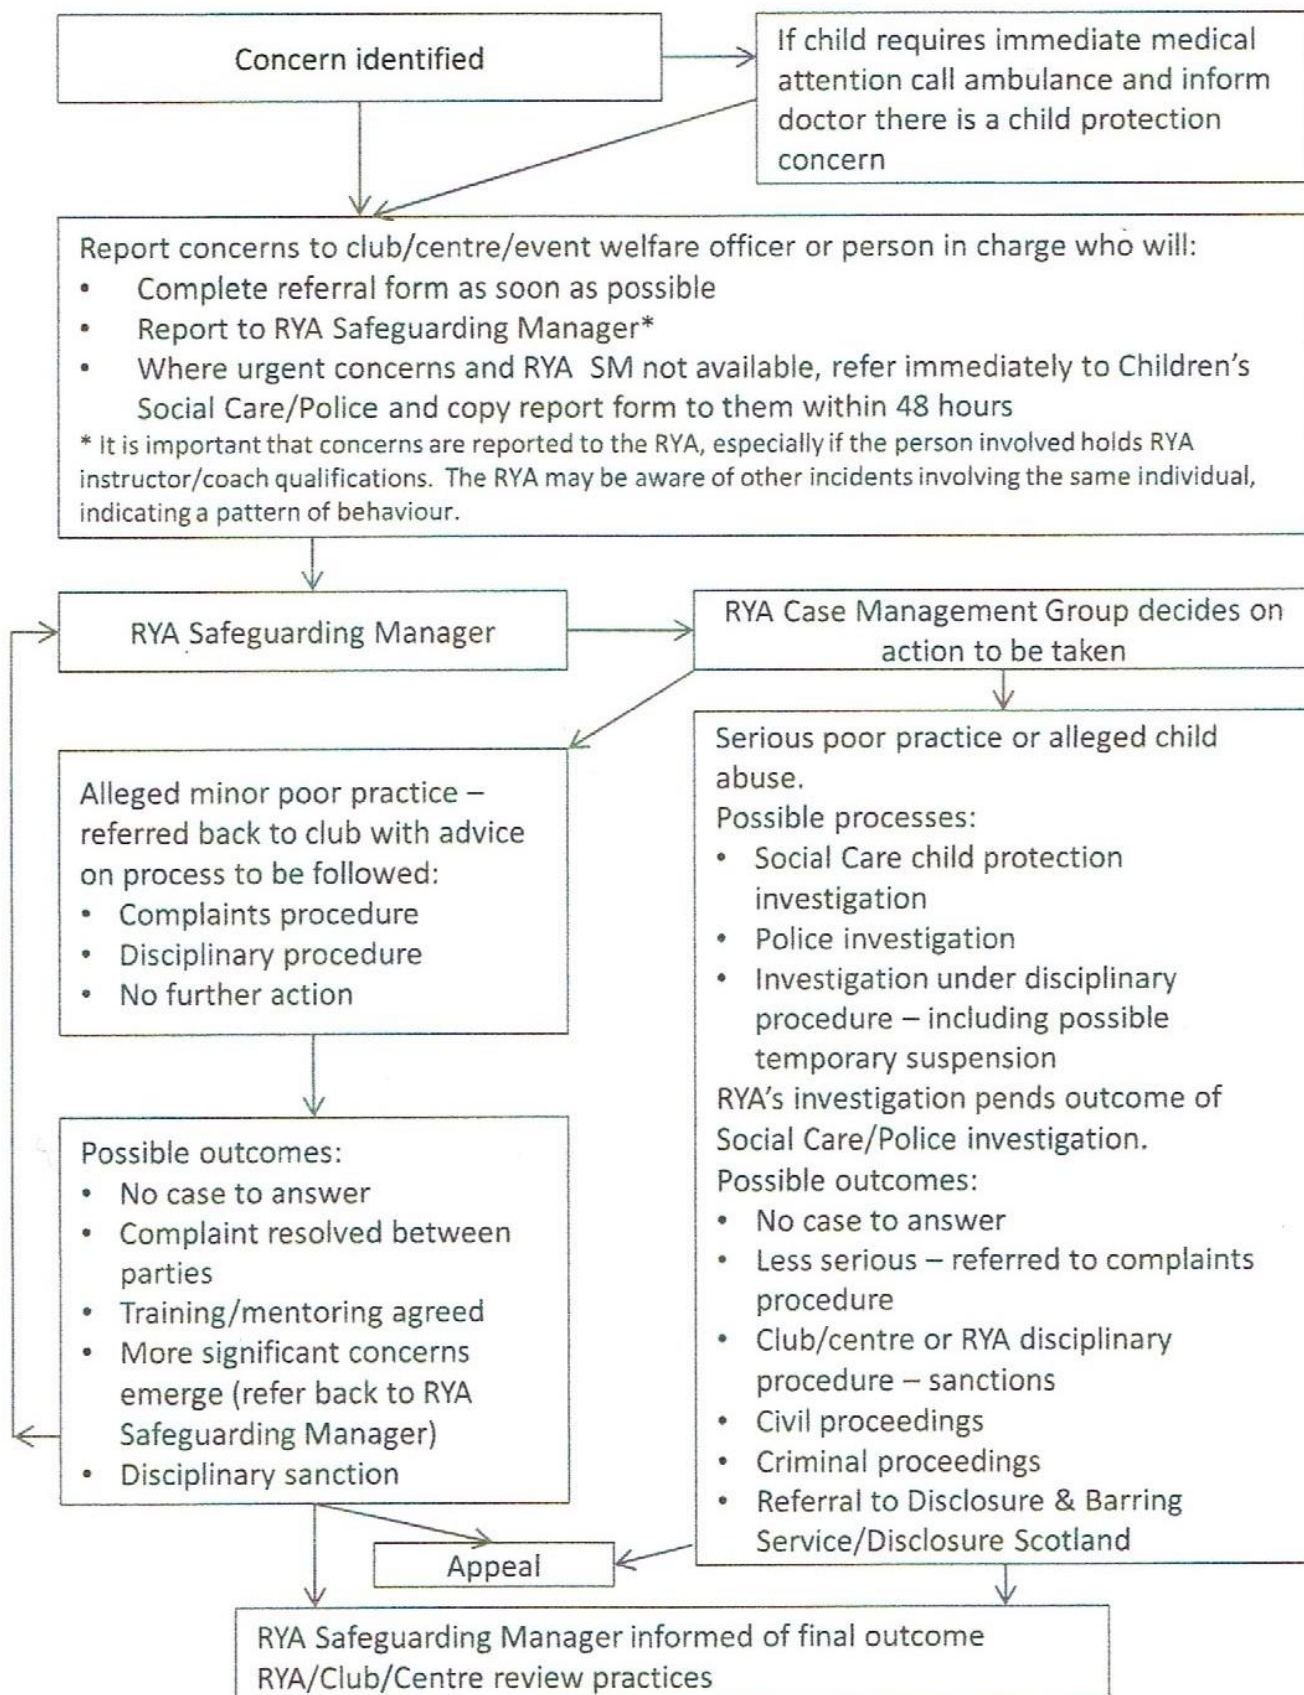 Concern identified
If child requires immediate medical
attention call ambulance and inform
doctor there is a child protection
concern
Report concerns to club/centre/event welfare officer or person in charge who will:
• Complete referral form as soon as possible
• Report to RYA Safeguarding Manager*
• Where urgent concerns and RYA SM not available, refer immediately to Children's
Social Care/Police and copy report form to them within 48 hours
* It is important that concerns are reported to the RYA, especially if the person involved holds RYA
instructor/coach qualifications. The RYA may be aware of other incidents involving the same individual,
indicating a pattern of behaviour.
RYA Safeguarding Manager
RYA Case Management Group decides on
action to be taken
Alleged minor poor practice –
referred back to club with advice
on process to be followed:
• Complaints procedure
• Disciplinary procedure
• No further action
Serious poor practice or alleged child
abuse.
Possible processes:
• Social Care child protection
investigation
• Police investigation
• Investigation under disciplinary
procedure – including possible
temporary suspension
RYA's investigation pends outcome of
Social Care/Police investigation.
Possible outcomes:
• No case to answer
• Less serious – referred to complaints
procedure
• Club/centre or RYA disciplinary
procedure – sanctions
• Civil proceedings
• Criminal proceedings
• Referral to Disclosure & Barring
Service/Disclosure Scotland
Possible outcomes:
• No case to answer
• Complaint resolved between
parties
• Training/mentoring agreed
• More significant concerns
emerge (refer back to RYA
Safeguarding Manager)
• Disciplinary sanction
Appeal
RYA Safeguarding Manager informed of final outcome
RYA/Club/Centre review practices